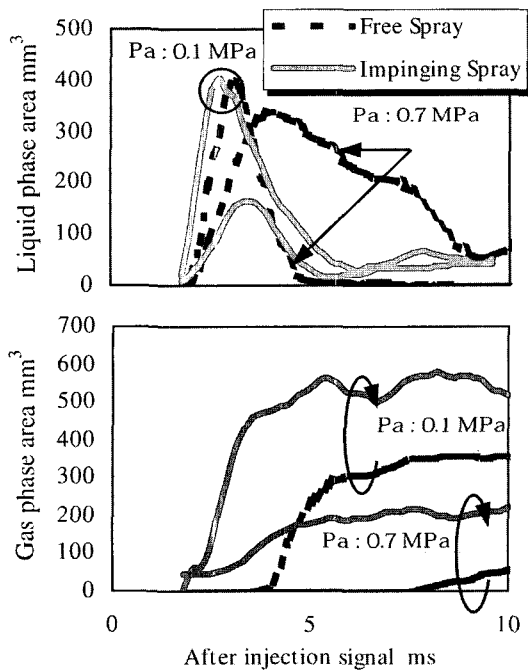 500
400
300
200
100
0
Liquid phase area mm³
Pa : 0.1 MPa
Free Spray
Impinging Spray
Pa : 0.7 MPa
700
600
500
400
300
200
100
0
Gas phase area mm³
Pa : 0.1 MPa
Pa : 0.7 MPa
0
5
10
After injection signal ms